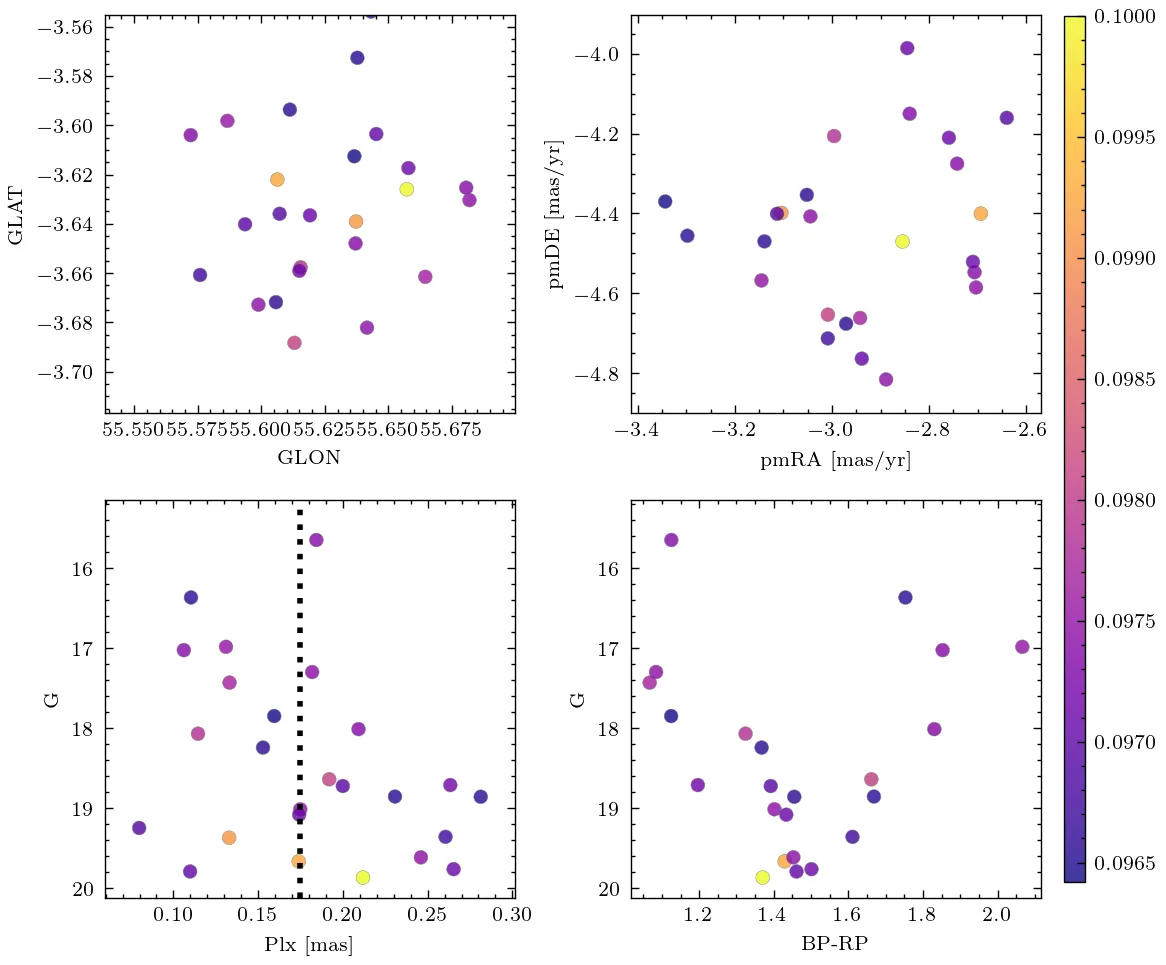 −3.56
−3.58
−3.60
−3.62
−3.64
−3.66
−3.68
−3.70
GLAT
55.550 55.575 55.600 55.625 55.650 55.675
GLON
−4.0
−4.2
−4.4
−4.6
−4.8
pmDE [mas/yr]
−3.4 −3.2 −3.0 −2.8 −2.6
pmRA [mas/yr]
0.1000
0.0995
0.0990
0.0985
0.0980
0.0975
0.0970
0.0965
16
17
18
19
20
G
0.10 0.15 0.20 0.25 0.30
Plx [mas]
16
17
18
19
20
G
1.2 1.4 1.6 1.8 2.0
BP-RP